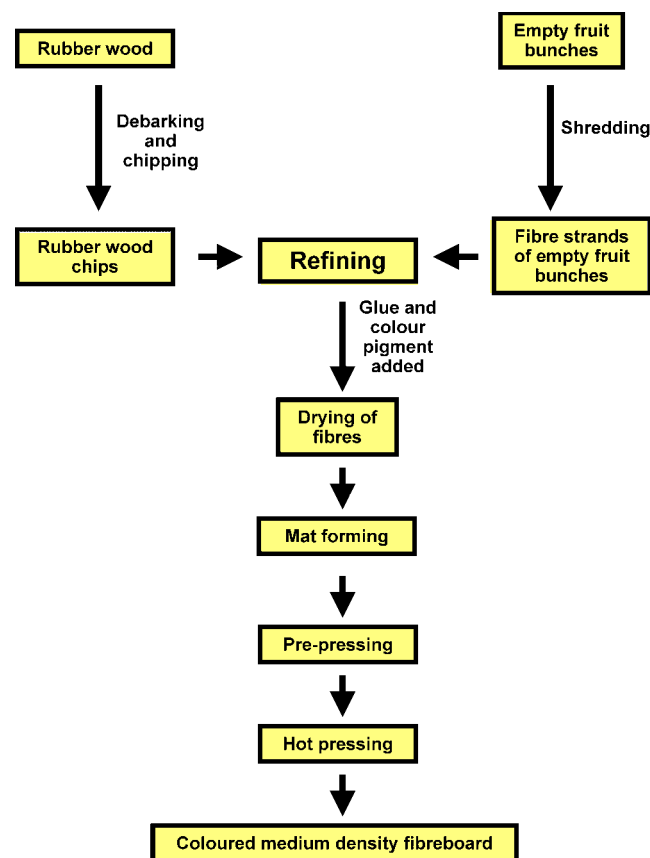 Rubber wood
Empty fruit
bunches
Debarking
and
chipping
Shredding
Rubber wood
chips
Refining
Fibre strands
of empty fruit
bunches
Glue and
colour
pigment
added
Drying of
fibres
Mat forming
Pre-pressing
Hot pressing
Coloured medium density fibreboard